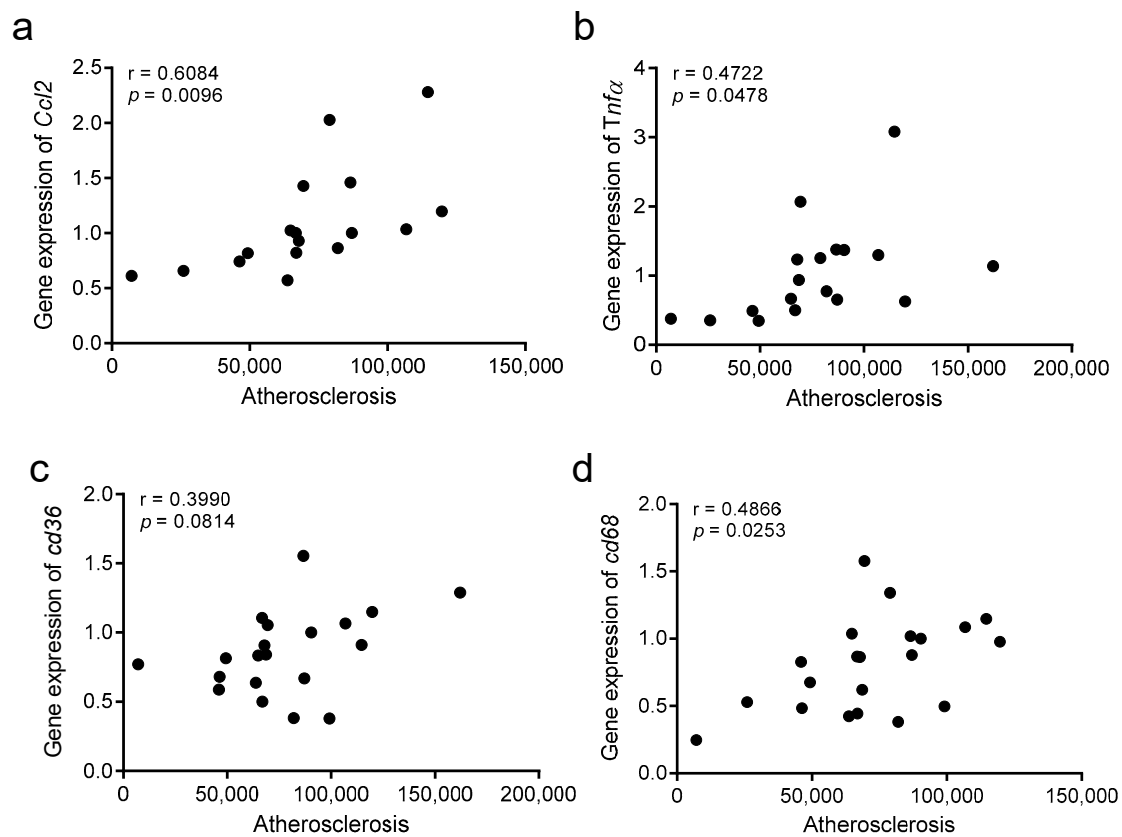 a
r = 0.6084
p = 0.0096
Gene expression of Ccl2
2.5
2.0
1.5
1.0
0.5
0.0
0 50,000 100,000 150,000
Atherosclerosis
b
r = 0.4722
p = 0.0478
Gene expression of Tnfα
4
3
2
1
0
0 50,000 100,000 150,000 200,000
Atherosclerosis
c
r = 0.3990
p = 0.0814
Gene expression of cd36
2.0
1.5
1.0
0.5
0.0
0 50,000 100,000 150,000 200,000
Atherosclerosis
d
r = 0.4866
p = 0.0253
Gene expression of cd68
2.0
1.5
1.0
0.5
0.0
0 50,000 100,000 150,000
Atherosclerosis